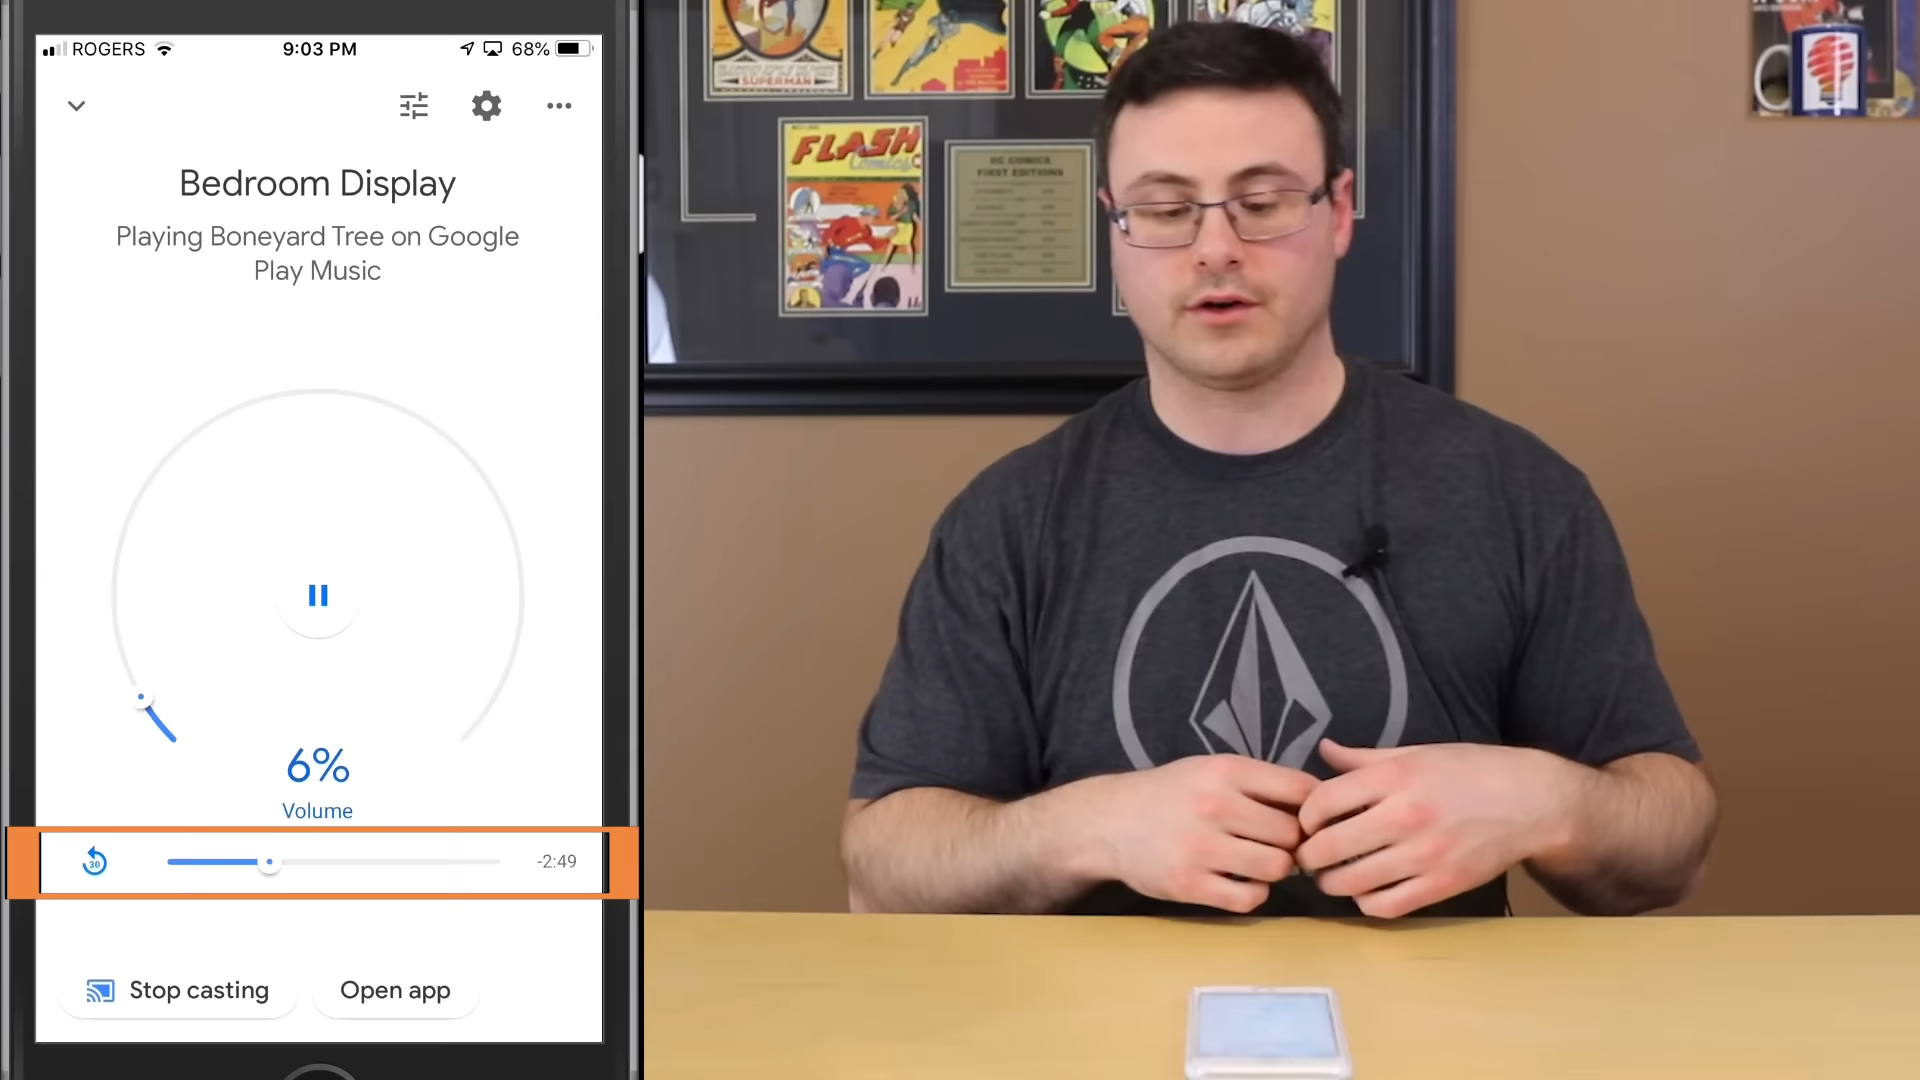 ROGERS
9:03 PM
68%
Bedroom Display
Playing Boneyard Tree on Google
Play Music
6%
Volume
30
-2:49
Stop casting
Open app
SUPERMAN
FLASH
Comics
DC COMICS
FIRST EDITIONS